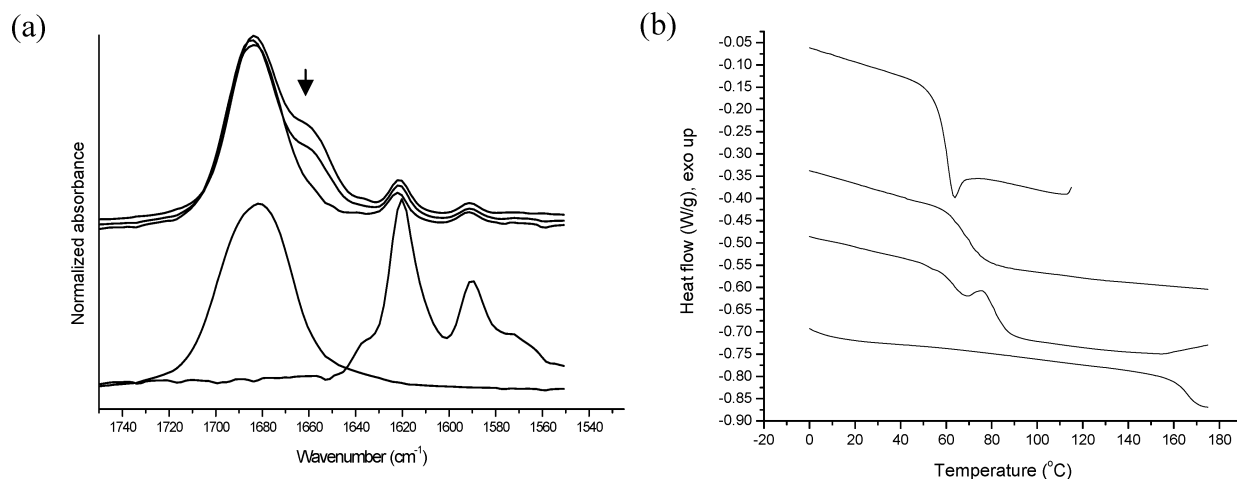 (a)
Normalized absorbance
1740 1720 1700 1680 1660 1640 1620 1600 1580 1560 1540
Wavenumber (cm⁻¹)
(b)
-0.05
-0.10
-0.15
-0.20
-0.25
-0.30
-0.35
-0.40
-0.45
-0.50
-0.55
-0.60
-0.65
-0.70
-0.75
-0.80
-0.85
-0.90
Heat flow (W/g), exo up
-20 0 20 40 60 80 100 120 140 160 180
Temperature (°C)